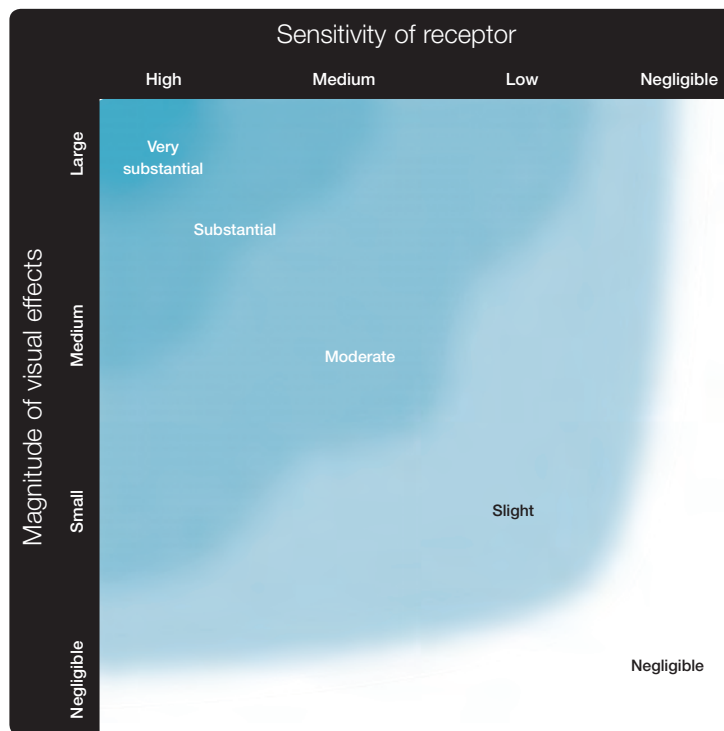 Sensitivity of receptor
High
Medium
Low
Negligible
Magnitude of visual effects
Large
Medium
Small
Negligible
Very
substantial
Substantial
Moderate
Slight
Negligible